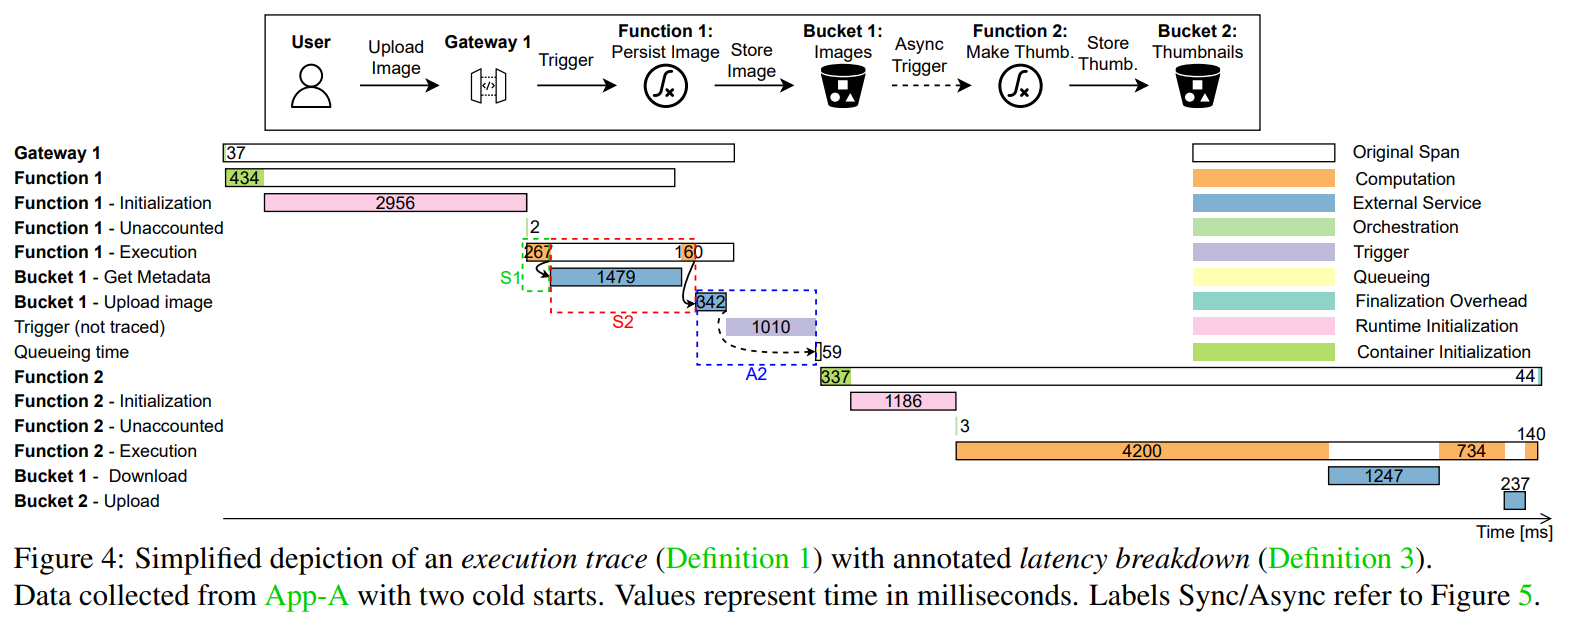 User
Upload
Image
Gateway 1
Trigger
Function 1:
Persist Image
Store
Image
Bucket 1:
Images
Async
Trigger
Function 2:
Make Thumb.
Store
Thumb.
Bucket 2:
Thumbnails
Gateway 1
37
Original Span
Function 1
434
Computation
Function 1 - Initialization
2956
External Service
Function 1 - Unaccounted
2
Orchestration
Function 1 - Execution
267
160
Trigger
Bucket 1 - Get Metadata
S1
1479
Queueing
Bucket 1 - Upload image
342
Finalization Overhead
S2
Trigger (not traced)
1010
Runtime Initialization
Queueing time
59
Container Initialization
A2
Function 2
337
44
Function 2 - Initialization
1186
Function 2 - Unaccounted
3
140
Function 2 - Execution
4200
734
Bucket 1 - Download
1247
237
Bucket 2 - Upload
Time [ms]
Figure 4: Simplified depiction of an execution trace (Definition 1) with annotated latency breakdown (Definition 3).
Data collected from App-A with two cold starts. Values represent time in milliseconds. Labels Sync/Async refer to Figure 5.